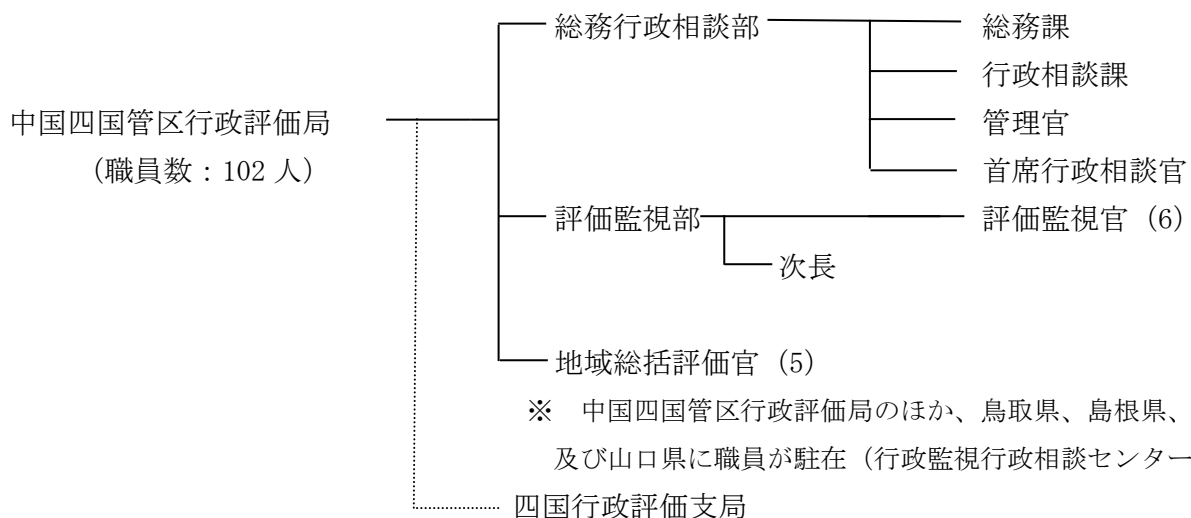 総務行政相談部 総務課
行政相談課
中国四国管区行政評価局 管理官
（職員数：102 人） 首席行政相談官
評価監視部 評価監視官（6）
次長
地域総括評価官（5）
※　中国四国管区行政評価局のほか、鳥取県、島根県、
及び山口県に職員が駐在（行政監視行政相談センター
四国行政評価支局